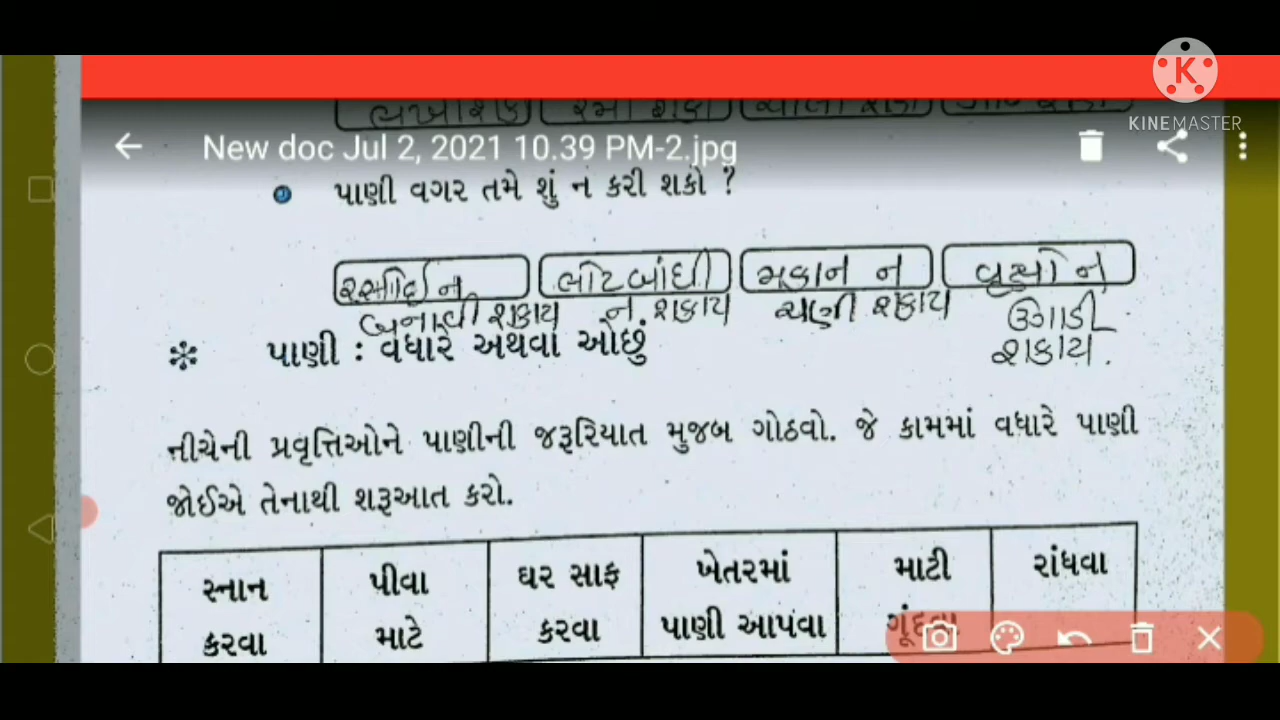 KINEMASTER
New doc Jul 2, 2021 10.39 PM-2.jpg
પાણી વગર તમે શું ન કરી શકો ?
રસોઈ ન લોટ બાંધી મકાન ન વૃક્ષો ન
બનાવી શકાય ન શકાય ચણી શકાય ઉગાડી
શકાય.
પાણી : વધારે અથવા ઓછું
નીચેની પ્રવૃત્તિઓને પાણીની જરૂરિયાત મુજબ ગોઠવો. જે કામમાં વધારે પાણી
જોઈએ તેનાથી શરૂઆત કરો.
સ્નાન પીવા ઘર સાફ ખેતરમાં માટી રાંધવા
કરવા માટે કરવા પાણી આપવા